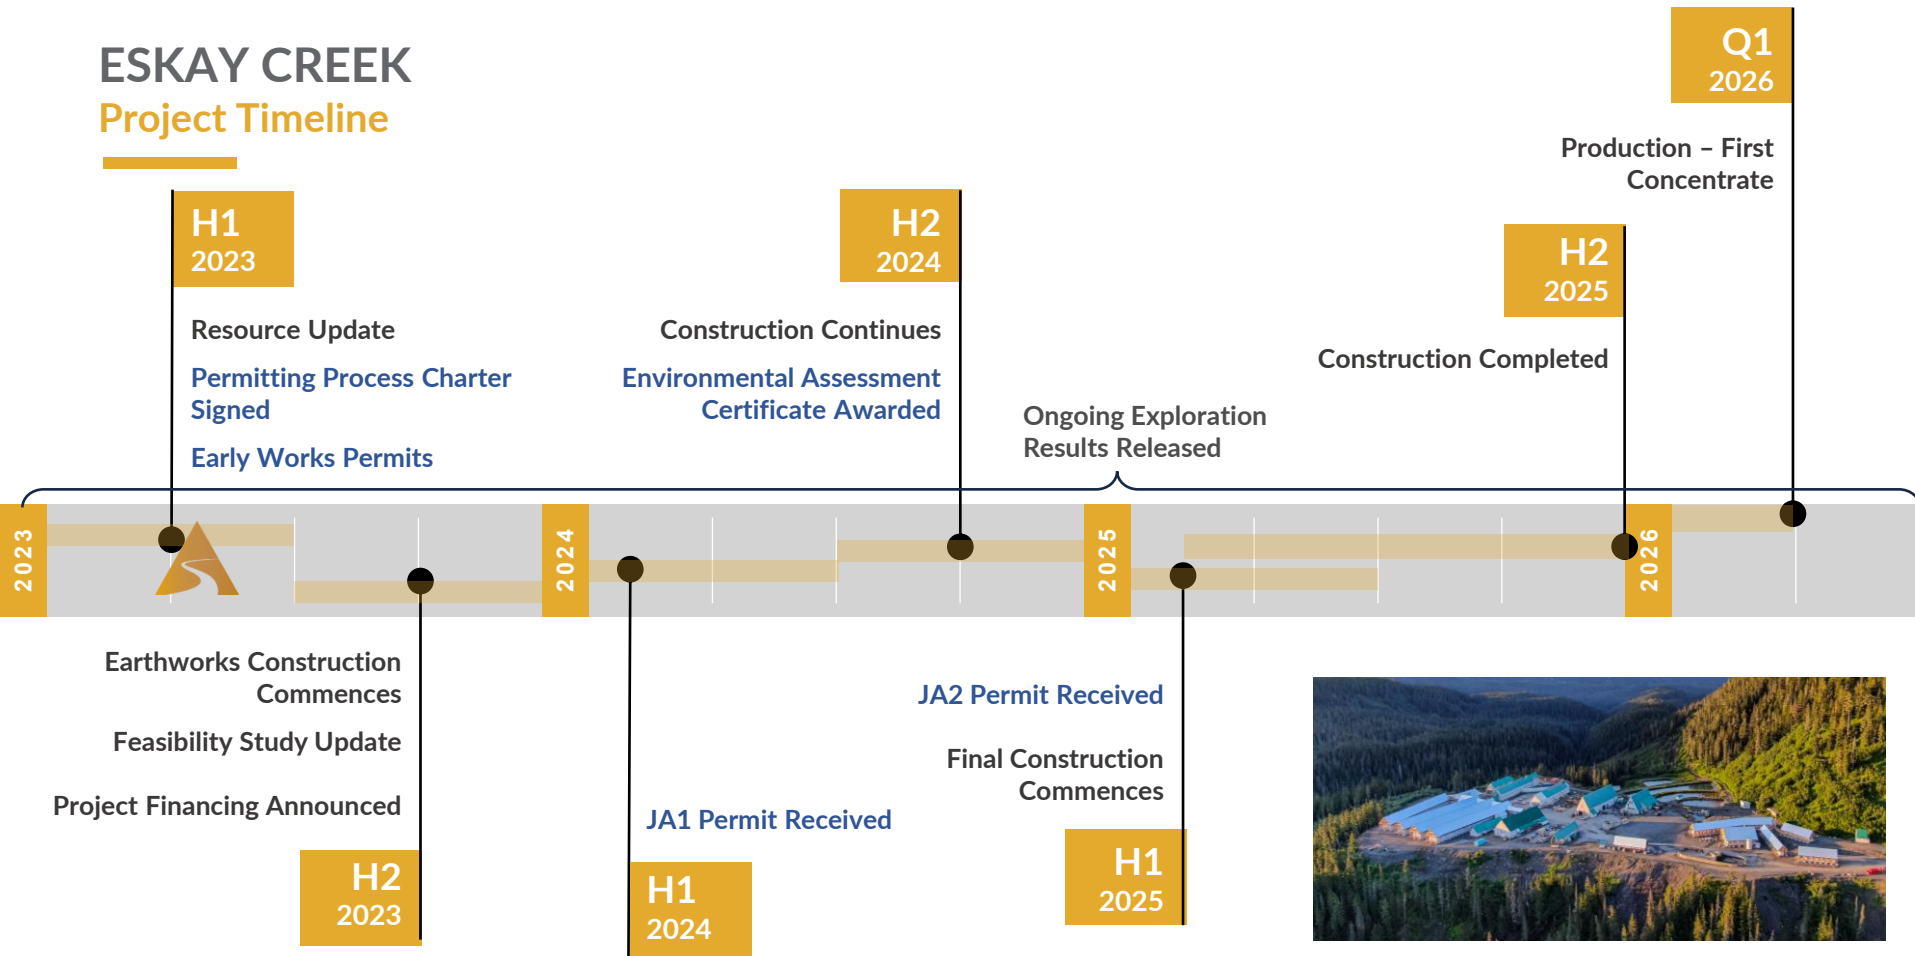 ESKAY CREEK
Project Timeline
H1
2023
Resource Update
Permitting Process Charter
Signed
Early Works Permits
H2
2024
Construction Continues
Environmental Assessment
Certificate Awarded
Ongoing Exploration
Results Released
H2
2025
Construction Completed
Q1
2026
Production – First
Concentrate
2023
2024
2025
2026
Earthworks Construction
Commences
Feasibility Study Update
Project Financing Announced
H2
2023
JA1 Permit Received
H1
2024
JA2 Permit Received
Final Construction
Commences
H1
2025